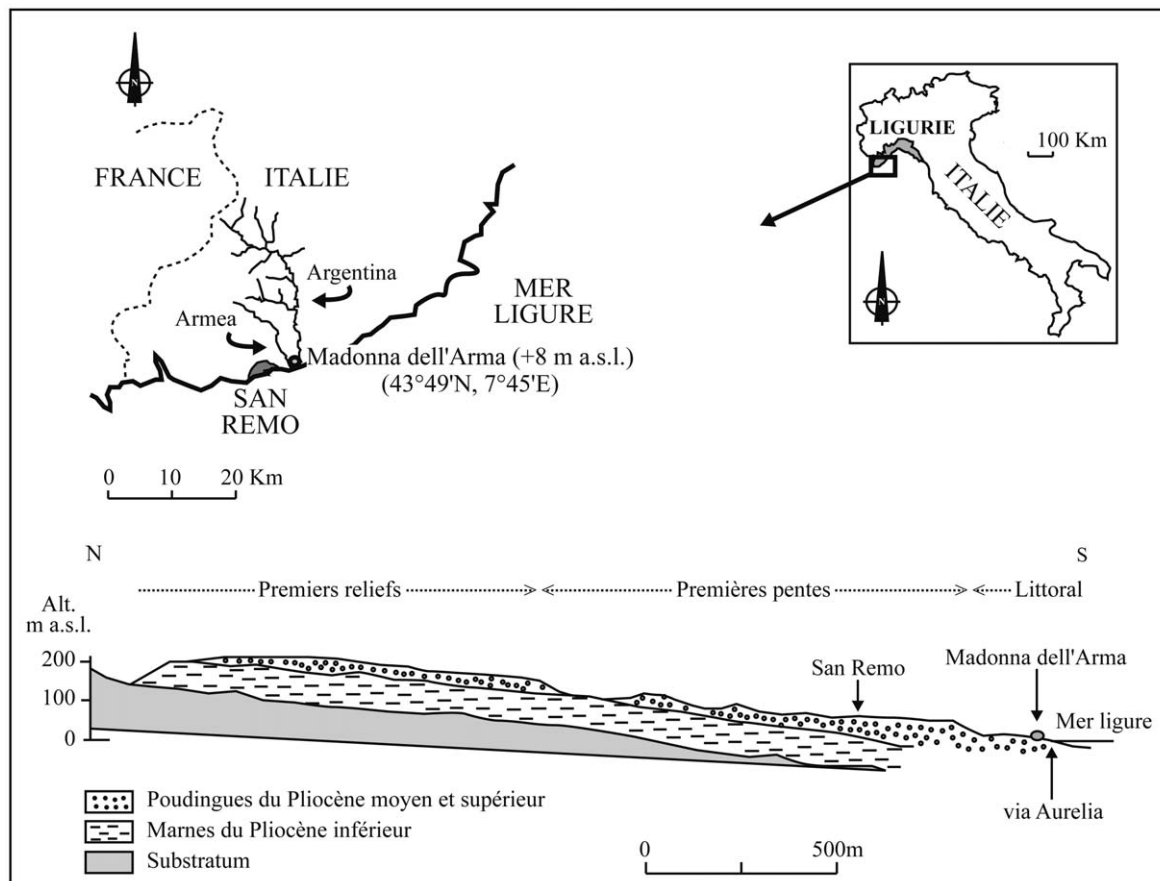 N
FRANCE
ITALIE
Argentina
Armea
MER
LIGURE
Madonna dell'Arma (+8 m a.s.l.)
(43°49'N, 7°45'E)
SAN
REMO
0 10 20 Km
LIGURIE
100 Km
ITALIE
N
N
S
Premiers reliefs
Premières pentes
Littoral
Alt.
m a.s.l.
200
100
0
San Remo
Madonna dell'Arma
Mer ligure
via Aurelia
Poudingues du Pliocène moyen et supérieur
Marnes du Pliocène inférieur
Substratum
0 500m